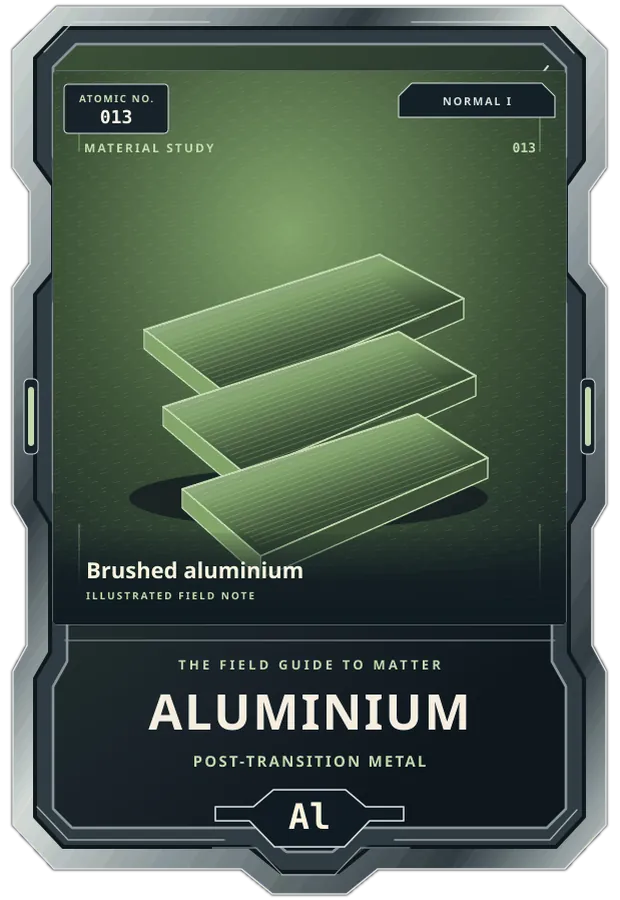 ATOMIC NO.
013
NORMAL I
MATERIAL STUDY
013
Brushed aluminium
ILLUSTRATED FIELD NOTE
THE FIELD GUIDE TO MATTER
ALUMINIUM
POST-TRANSITION METAL
Al